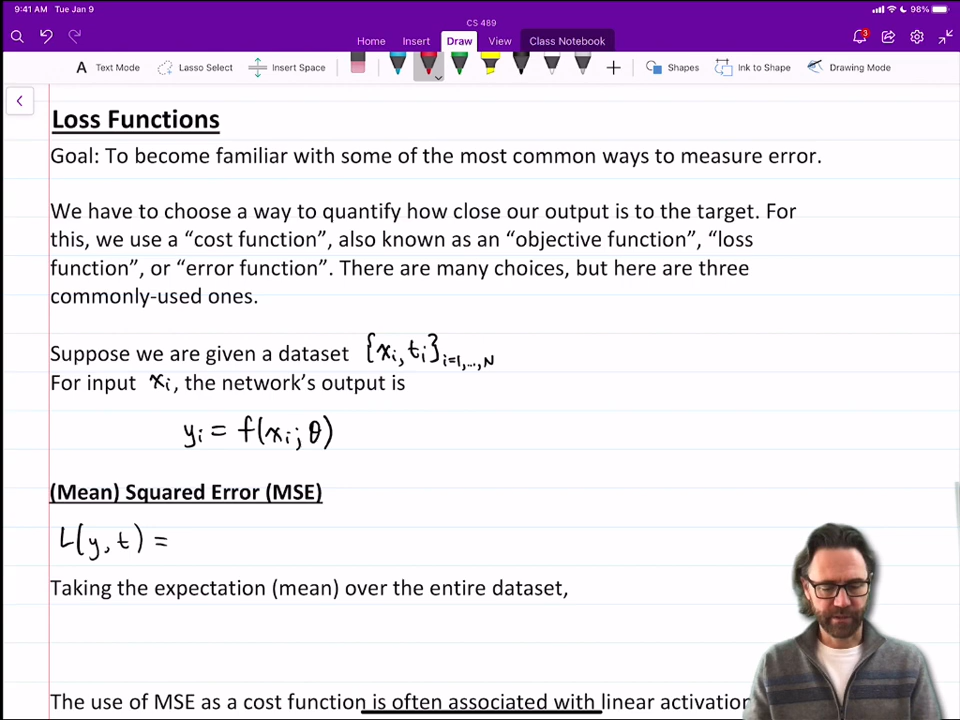 9:41 AM Tue Jan 9
98%
CS 489
Home Insert Draw View Class Notebook
3
A Text Mode Lasso Select Insert Space Shapes Ink to Shape Drawing Mode
Loss Functions
Goal: To become familiar with some of the most common ways to measure error.
We have to choose a way to quantify how close our output is to the target. For
this, we use a “cost function”, also known as an “objective function”, “loss
function”, or “error function”. There are many choices, but here are three
commonly-used ones.
Suppose we are given a dataset {xᵢ, tᵢ}i=1,...,N
For input xᵢ, the network’s output is
yᵢ = f(xᵢ; θ)
(Mean) Squared Error (MSE)
L(y, t) =
Taking the expectation (mean) over the entire dataset,
The use of MSE as a cost function is often associated with linear activation